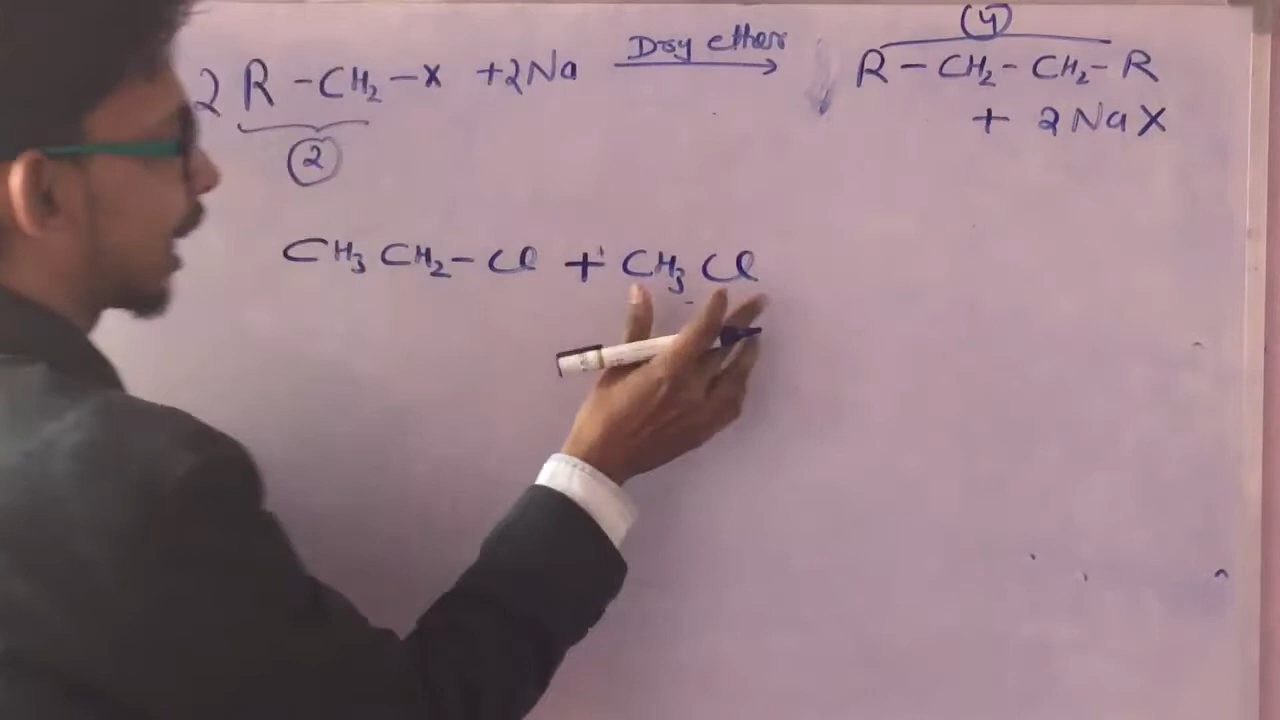 2 R - CH₂ - X + 2Na Dry ether → R - CH₂ - CH₂ - R (4)
+ 2NaX
(2)
CH₃ CH₂ - Cl + CH₃ Cl